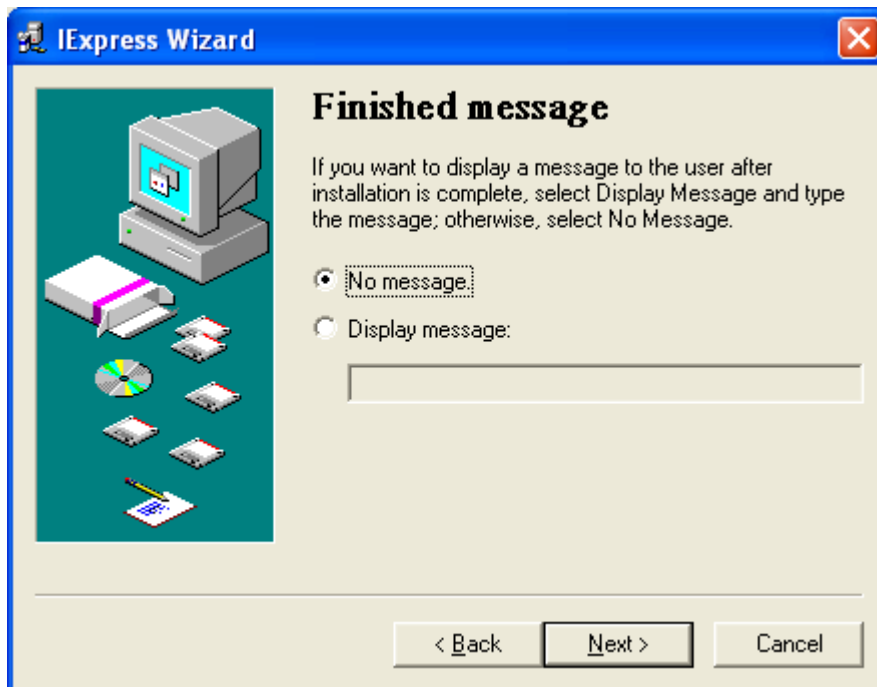 IExpress Wizard
Finished message
If you want to display a message to the user after
installation is complete, select Display Message and type
the message; otherwise, select No Message.
No message.
Display message:
< Back
Next >
Cancel